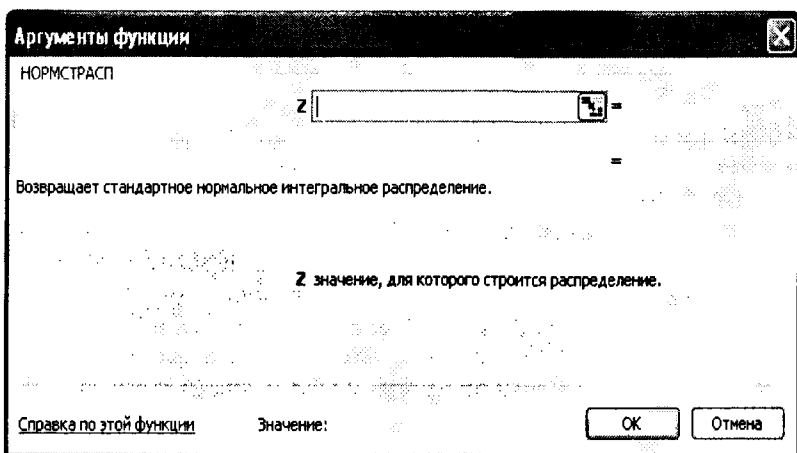 Аргументы функции
НОРМСТРАСП
Z =
=
Возвращает стандартное нормальное интегральное распределение.
Z значение, для которого строится распределение.
Справка по этой функции Значение: OK Отмена